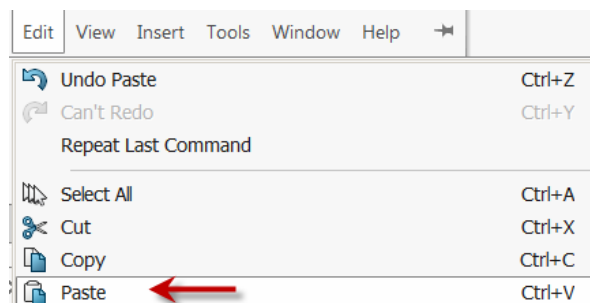 Edit View Insert Tools Window Help
Undo Paste Ctrl+Z
Can't Redo Ctrl+Y
Repeat Last Command
Select All Ctrl+A
Cut Ctrl+X
Copy Ctrl+C
Paste Ctrl+V